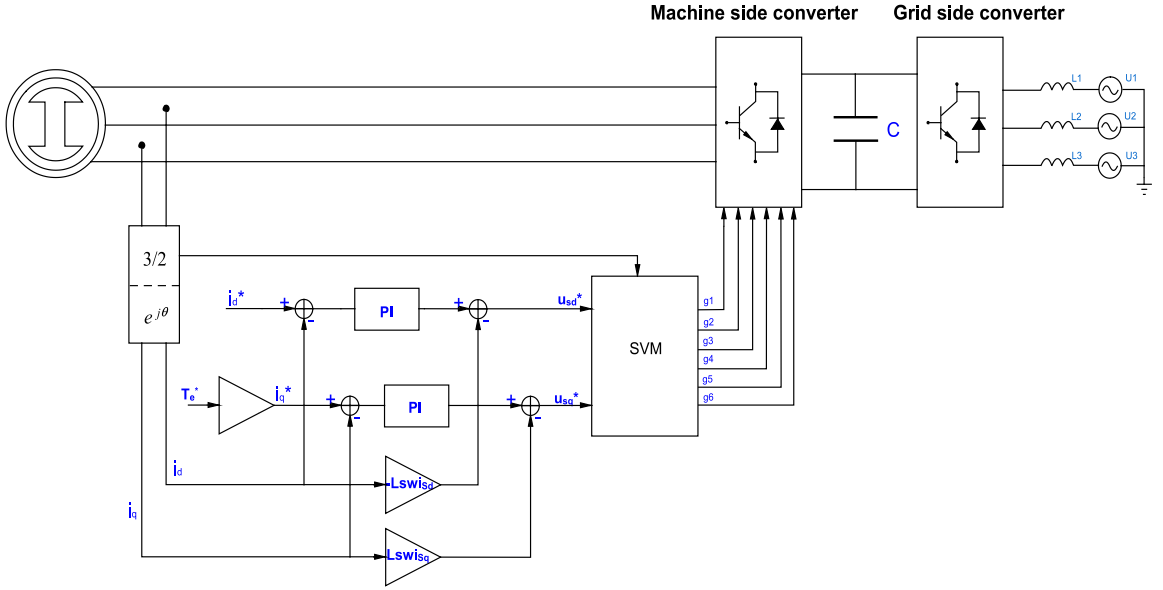 Machine side converter
Grid side converter
L1
U1
L2
U2
L3
U3
C
3/2
e^jθ
i_d*
+
-
PI
+
-
u_sd*
SVM
g1
g2
g3
g4
g5
g6
T_e*
i_q*
+
-
PI
+
-
u_sq*
i_d
-Lswi_Sd
i_q
Lswi_Sq